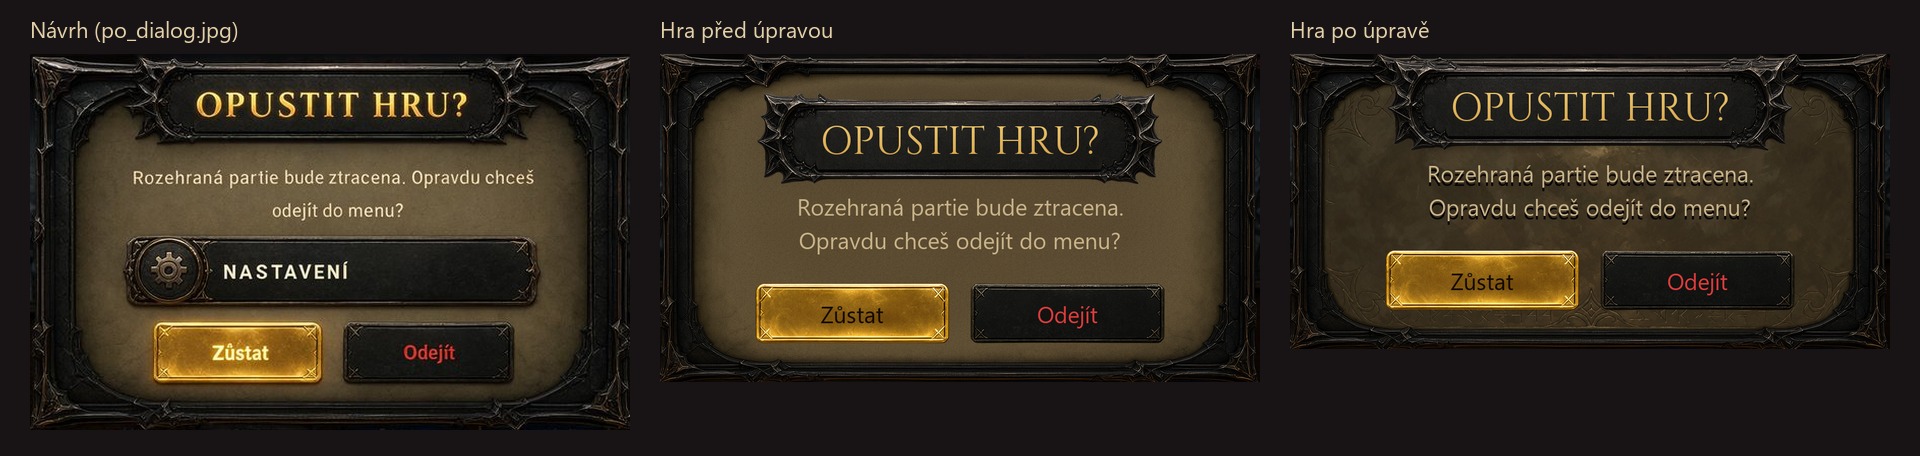 Návrh (po_dialog.jpg)
OPUSTIT HRU?
Rozehraná partie bude ztracena. Opravdu chceš
odejít do menu?
NASTAVENÍ
Zůstat
Odejít
Hra před úpravou
OPUSTIT HRU?
Rozehraná partie bude ztracena.
Opravdu chceš odejít do menu?
Zůstat
Odejít
Hra po úpravě
OPUSTIT HRU?
Rozehraná partie bude ztracena.
Opravdu chceš odejít do menu?
Zůstat
Odejít